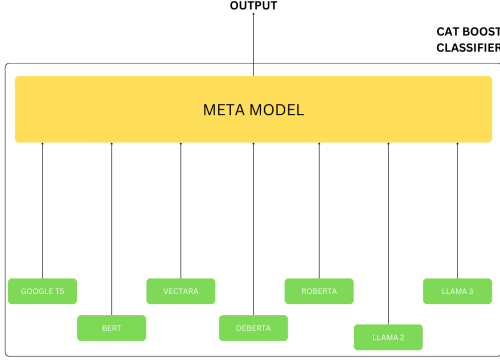 OUTPUT
CAT BOOST
CLASSIFIER
META MODEL
GOOGLE T5
VECTARA
ROBERTA
LLAMA 3
BERT
DEBERTA
LLAMA 2